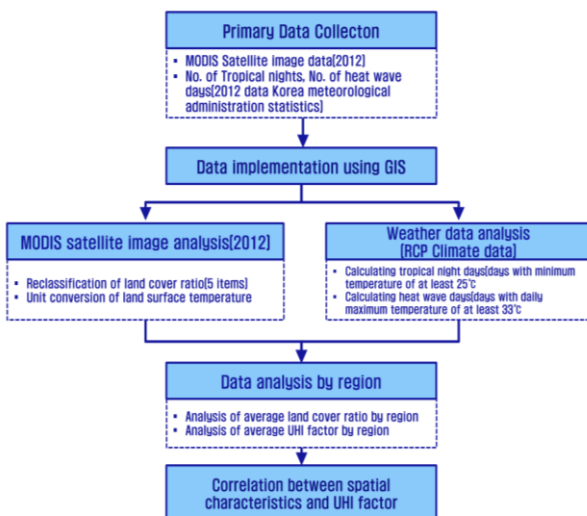 Primary Data Collecton
▪ MODIS Satellite image data[2012]
▪ No. of Tropical nights, No. of heat wave
days[2012 data Korea meteorological
administration statistics]
Data implementation using GIS
MODIS satellite image analysis[2012]
▪ Reclassification of land cover ratio[5 items]
▪ Unit conversion of land surface temperature
Weather data analysis
[RCP Climate data]
▪ Calculating tropical night days[days with minimum
temperature of at least 25℃
▪ Calculating heat wave days[days with daily
maximum temperature of at least 33℃
Data analysis by region
▪ Analysis of average land cover ratio by region
▪ Analysis of average UHI factor by region
Correlation between spatial
characteristics and UHI factor